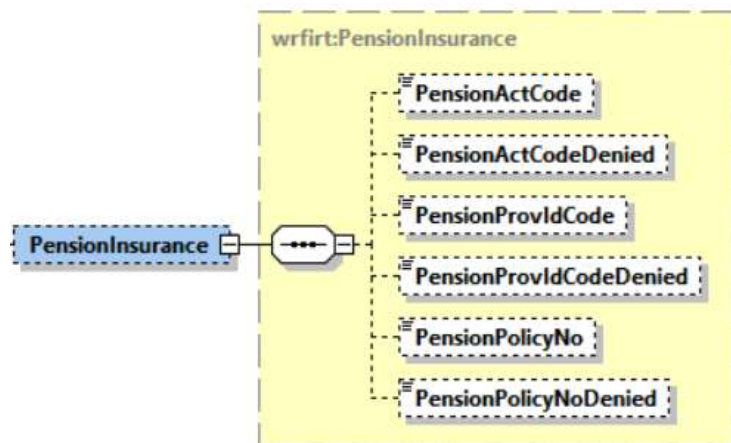 wrfirt:PensionInsurance
PensionActCode
PensionActCodeDenied
PensionProvIdCode
PensionInsurance
PensionProvIdCodeDenied
PensionPolicyNo
PensionPolicyNoDenied